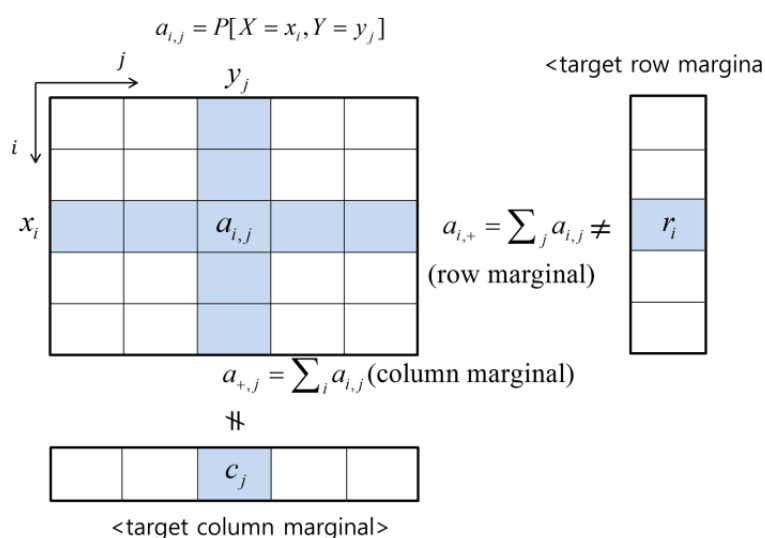 a_{i,j} = P[X = x_i, Y = y_j]
j
y_j
<target row margina
i
x_i
a_{i,j}
a_{i,+} = ∑_j a_{i,j} ≠
r_i
(row marginal)
a_{+,j} = ∑_i a_{i,j} (column marginal)
≠
c_j
<target column marginal>